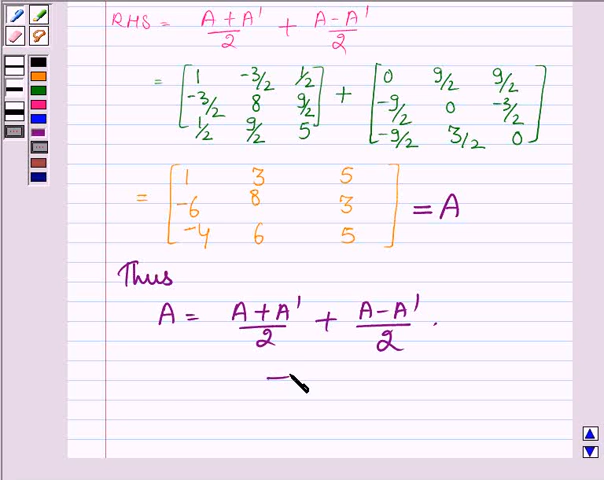 RHS = A+A'/2 + A-A'/2
= [1 -3/2 1/2 -3/2 8 9/2 1/2 9/2 5] + [0 9/2 9/2 -9/2 0 -3/2 -9/2 3/2 0]
= [1 3 5 -6 8 3 -4 6 5] = A
Thus
A = A+A'/2 + A-A'/2 .